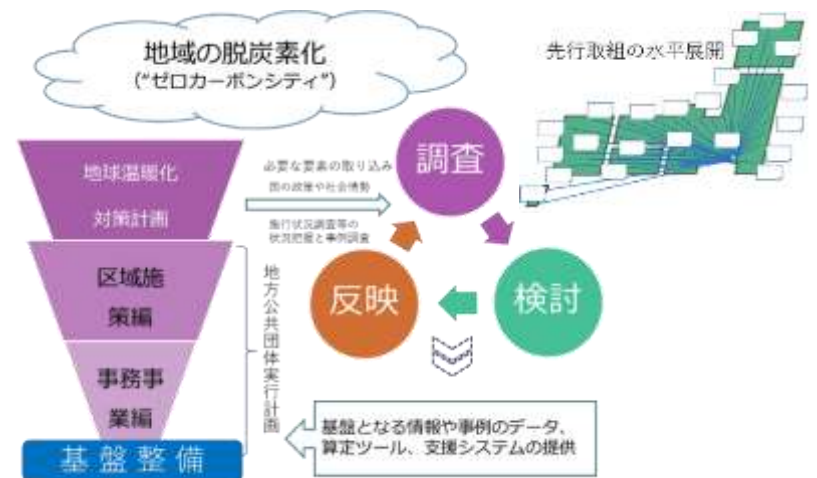 地域の脱炭素化
(“ゼロカーボンシティ”)
先行取組の水平展開
地球温暖化
対策計画
区域施
策編
事務事
業編
基盤整備
必要な要素の取り込み
国の政策や社会情勢
施行状況調査等の
状況把握と事例調査
調査
検討
反映
地方公共団体実行計画
基盤となる情報や事例のデータ、
算定ツール、支援システムの提供